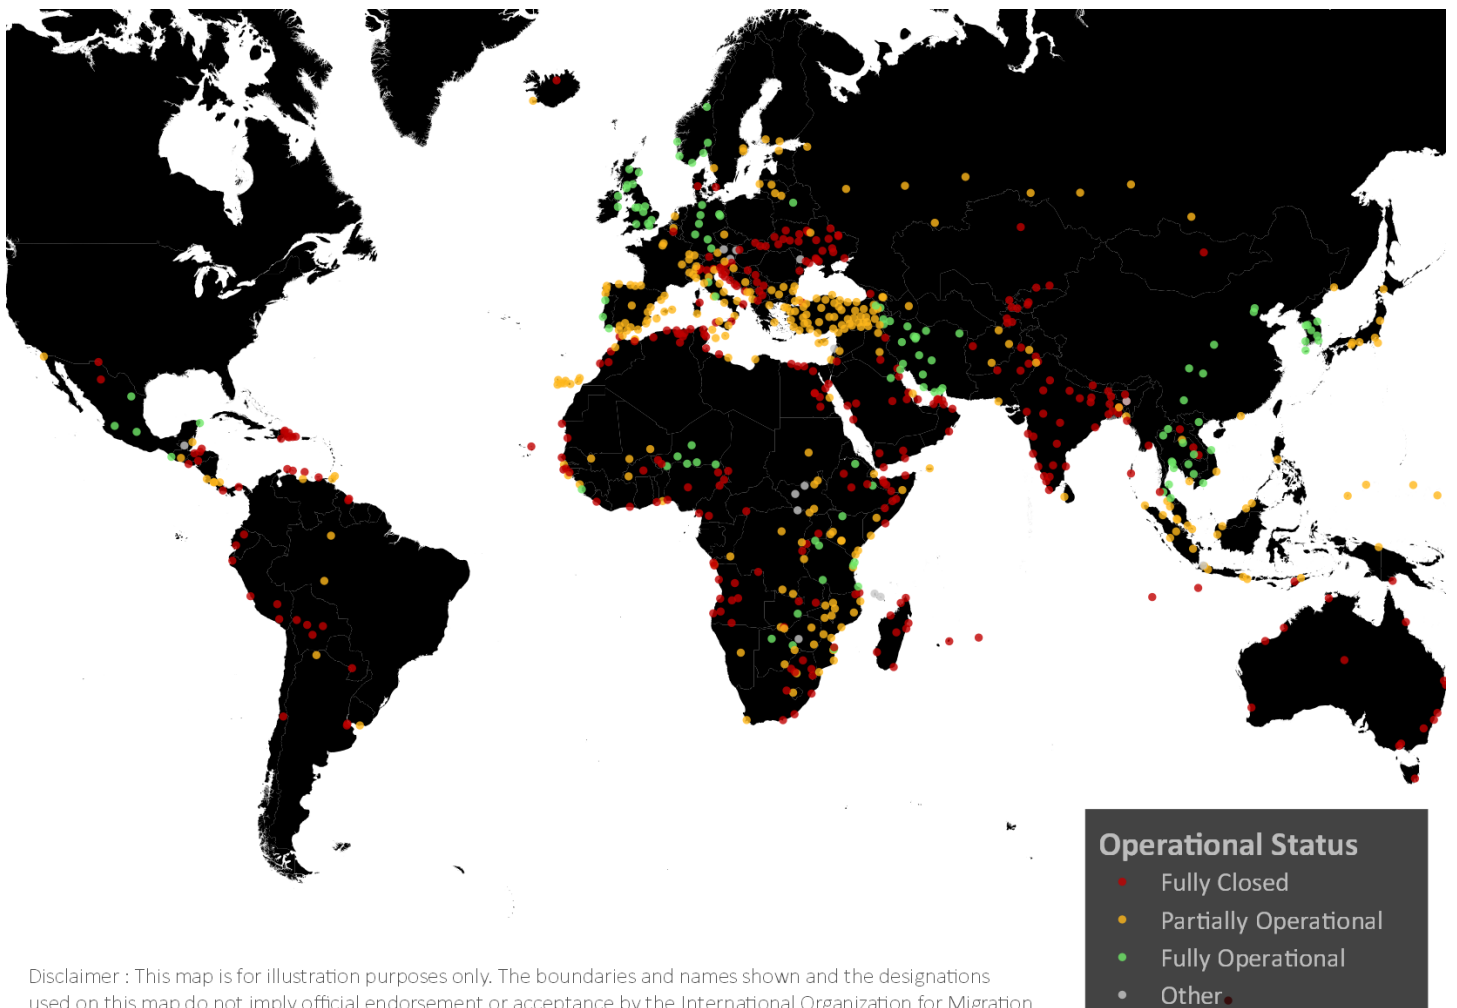 Operational Status
Fully Closed
Partially Operational
Fully Operational
Other
Disclaimer : This map is for illustration purposes only. The boundaries and names shown and the designations
used on this map do not imply official endorsement or acceptance by the International Organization for Migration